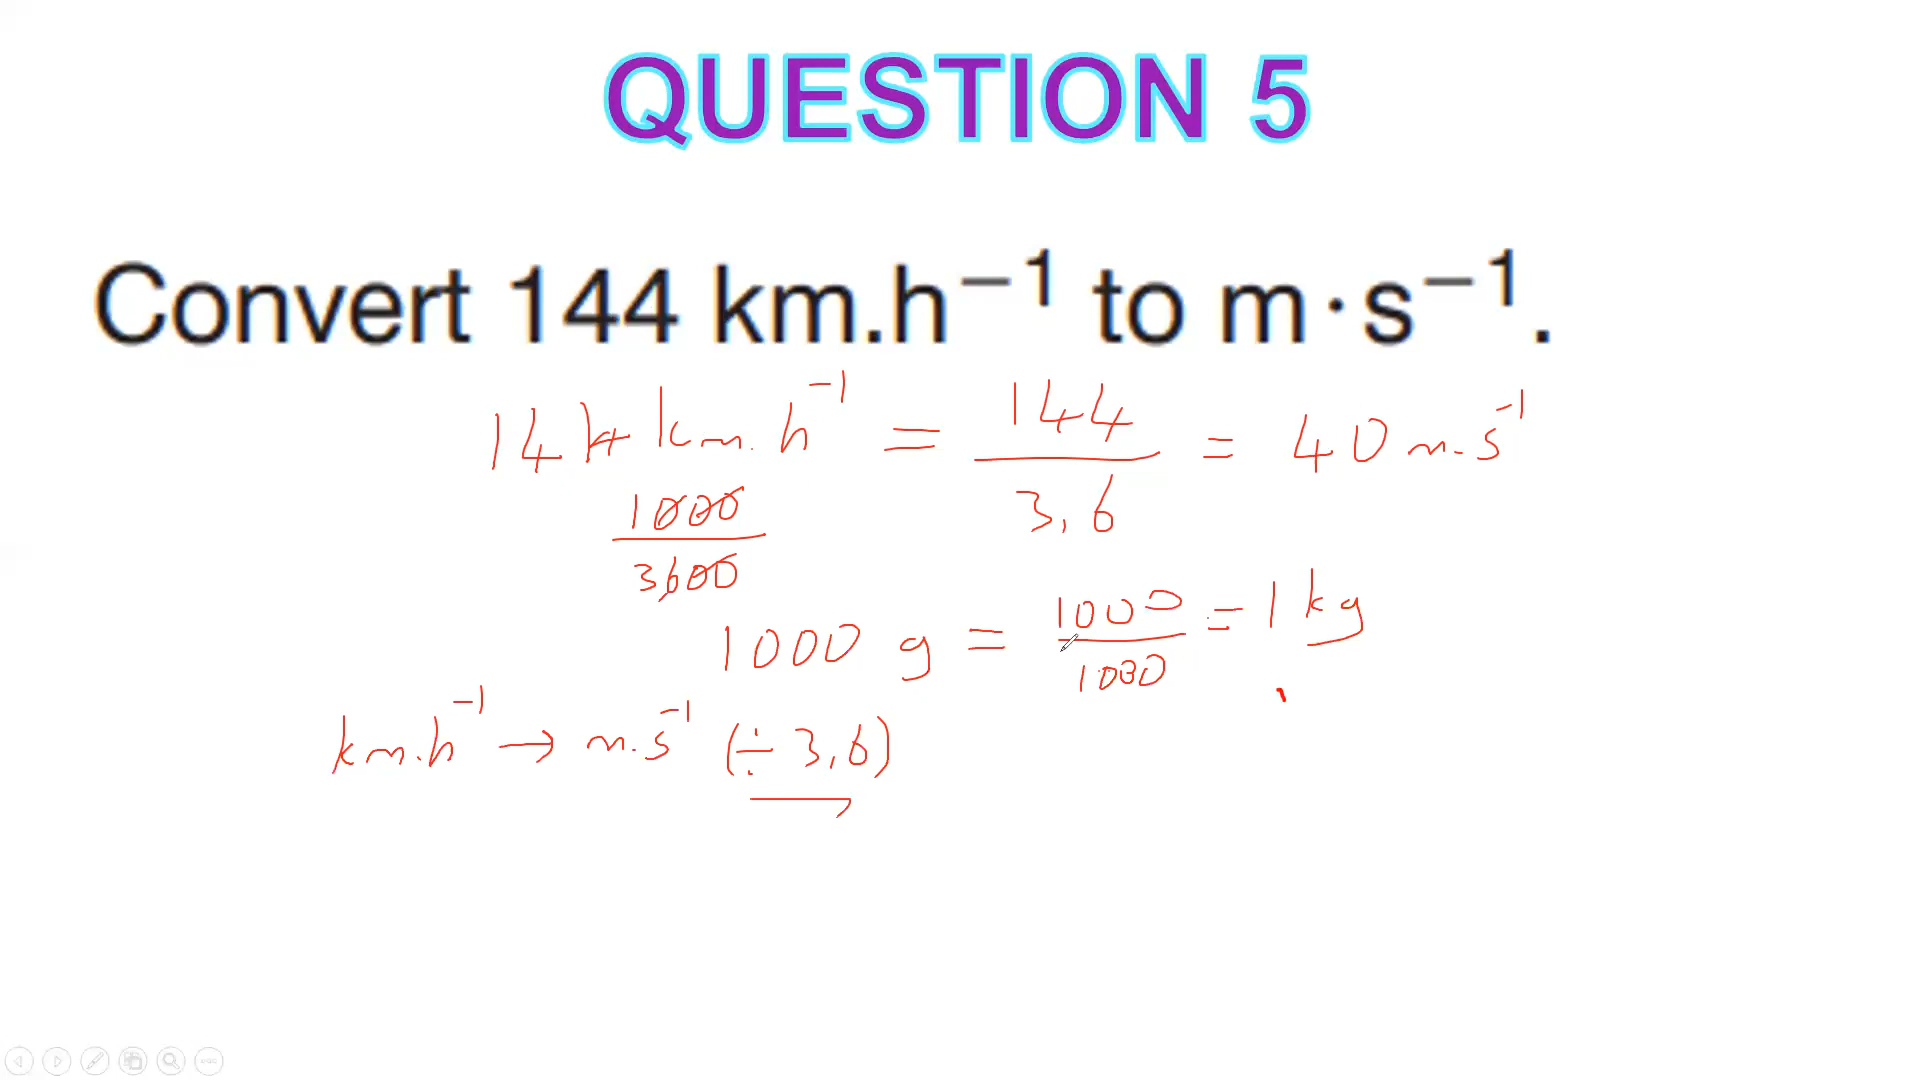 QUESTION 5
Convert 144 km.h⁻¹ to m·s⁻¹.
144 km.h⁻¹ = 144/3,6 = 40 m.s⁻¹
1000/3600
1000 g = 1000/1000 = 1 kg
km.h⁻¹ → m.s⁻¹ (÷ 3,6)